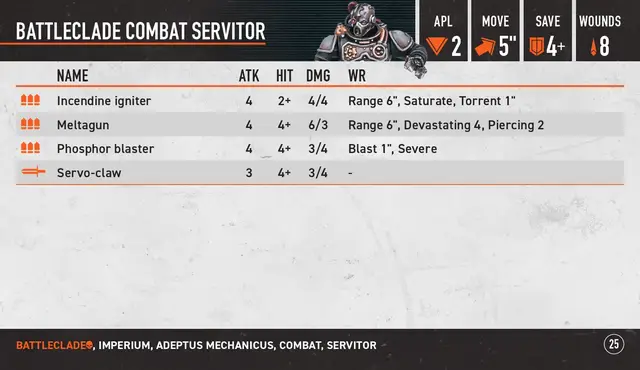 BATTLECLADE COMBAT SERVITOR
APL 2 MOVE 5" SAVE 4+ WOUNDS 8
NAME ATK HIT DMG WR
Incendine igniter 4 2+ 4/4 Range 6", Saturate, Torrent 1"
Meltagun 4 4+ 6/3 Range 6", Devastating 4, Piercing 2
Phosphor blaster 4 4+ 3/4 Blast 1", Severe
Servo-claw 3 4+ 3/4 -
BATTLECLADE, IMPERIUM, ADEPTUS MECHANICUS, COMBAT, SERVITOR 25